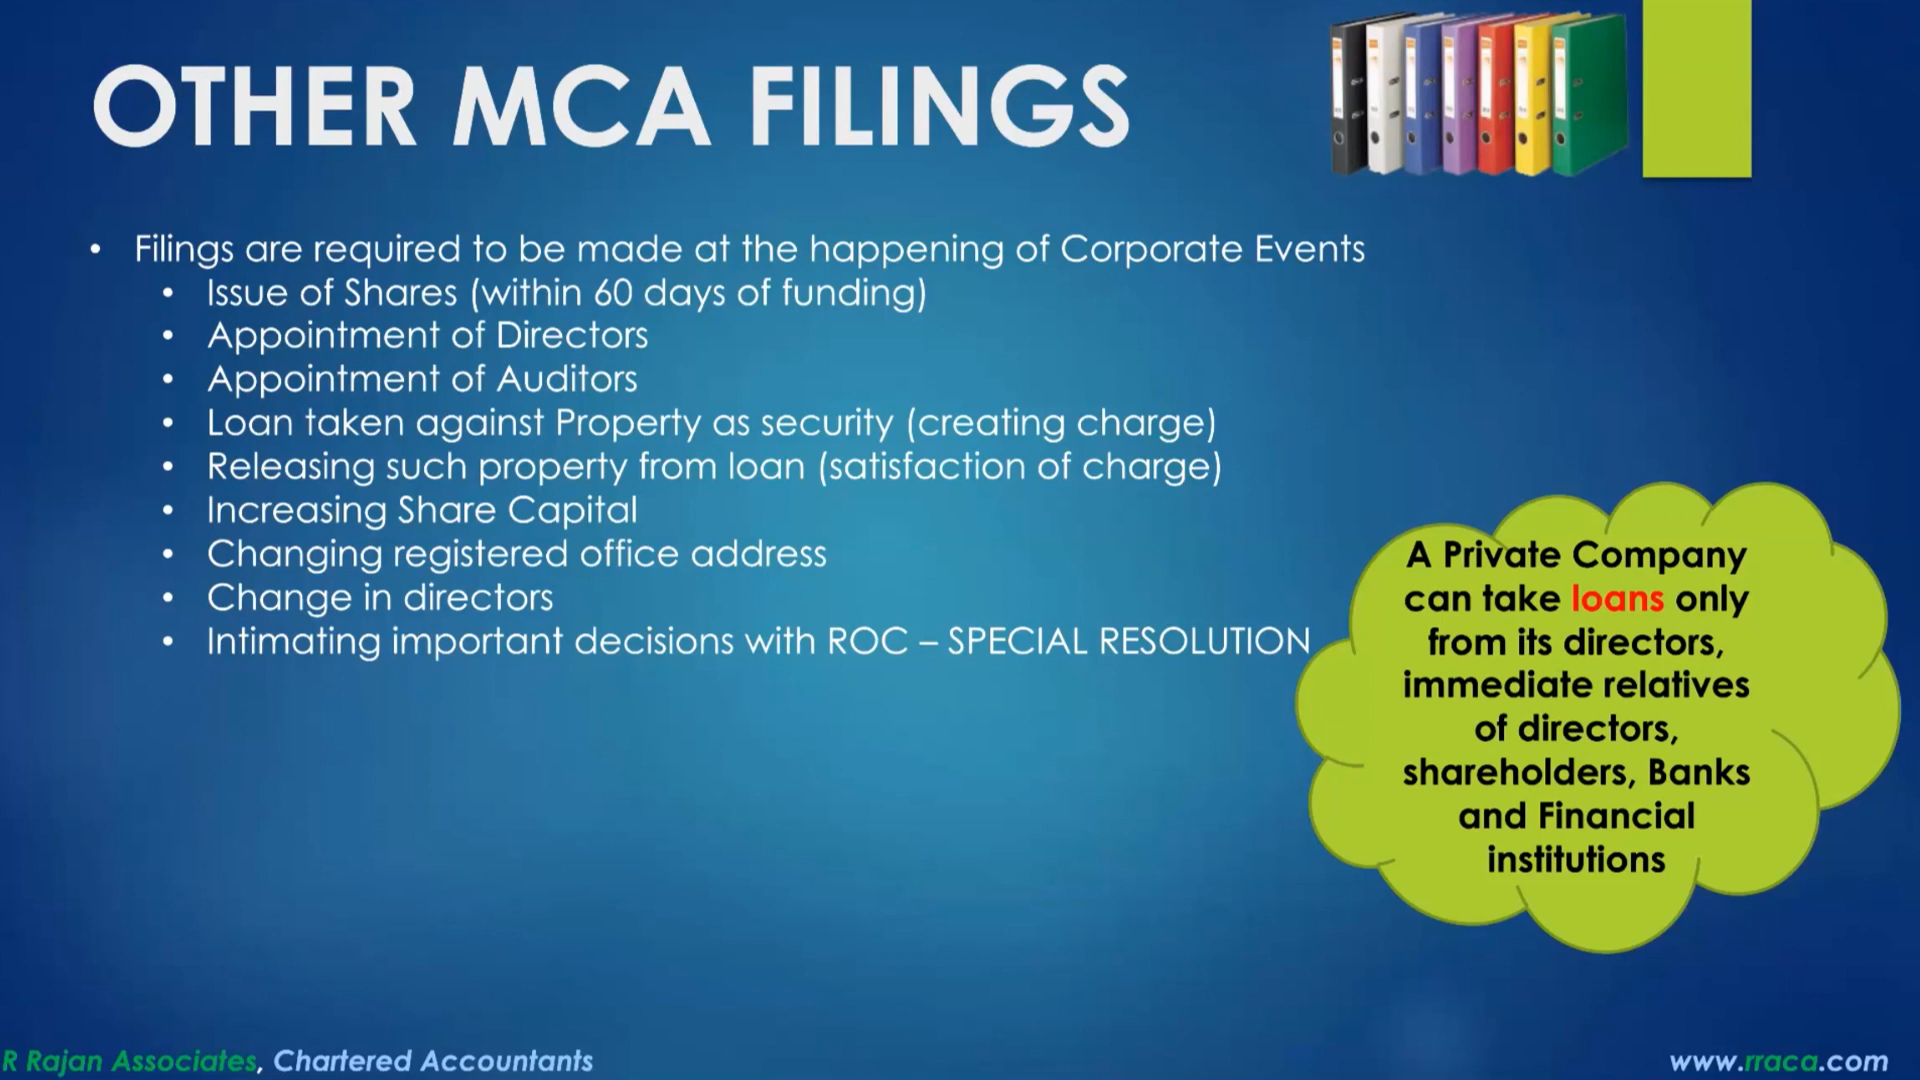 OTHER MCA FILINGS
• Filings are required to be made at the happening of Corporate Events
• Issue of Shares (within 60 days of funding)
• Appointment of Directors
• Appointment of Auditors
• Loan taken against Property as security (creating charge)
• Releasing such property from loan (satisfaction of charge)
• Increasing Share Capital
• Changing registered office address
• Change in directors
• Intimating important decisions with ROC – SPECIAL RESOLUTION
A Private Company
can take loans only
from its directors,
immediate relatives
of directors,
shareholders, Banks
and Financial
institutions
R Rajan Associates, Chartered Accountants
www.rraca.com